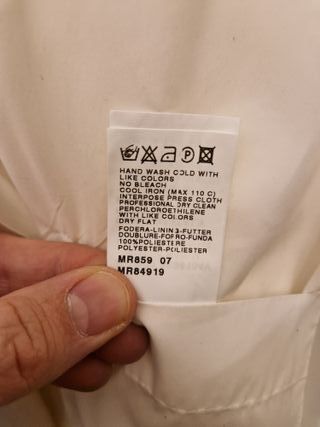 P
HAND WASH COLD WITH
LIKE COLORS
NO BLEACH
COOL IRON (MAX 110 C)
INTERPOSE PRESS CLOTH
PROFESSIONAL DRY CLEAN
PERCHLOROETHILENE
WITH LIKE COLORS
DRY FLAT
FODERA-LINING-FUTTER
DOUBLURE-FORRO-FUNDA
100%POLIESTERE
POLYESTER-POLIESTER
MR859 07
MR84919